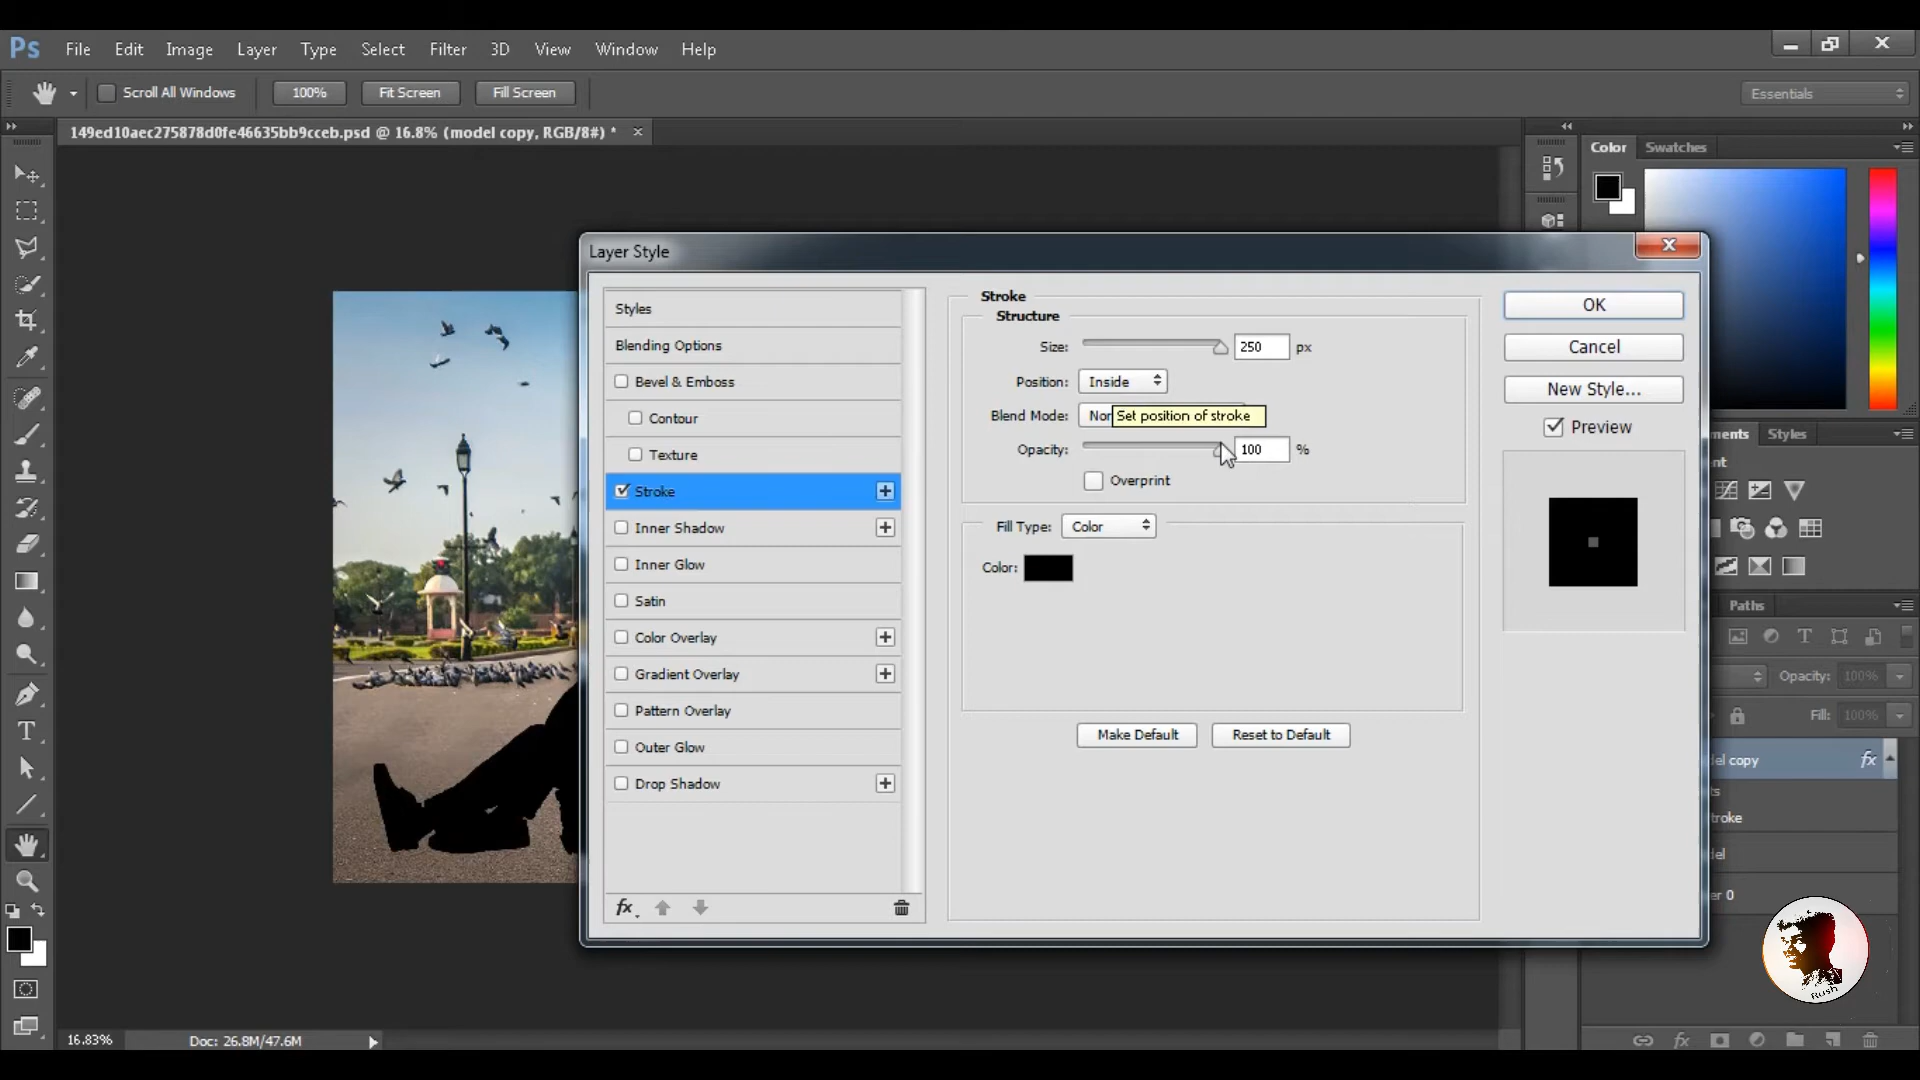 Ps File Edit Image Layer Type Select Filter 3D View Window Help
Scroll All Windows 100% Fit Screen Fill Screen Essentials
149ed10aec275878d0fe46635bb9cceb.psd @ 16.8% (model copy, RGB/8#) *
Color Swatches
Layer Style
Styles
Blending Options
Bevel & Emboss
Contour
Texture
Stroke
Inner Shadow
Inner Glow
Satin
Color Overlay
Gradient Overlay
Pattern Overlay
Outer Glow
Drop Shadow
fx
Stroke
Structure
Size: 250 px
Position: Inside
Blend Mode: Nor
Set position of stroke
Opacity: 100 %
Overprint
Fill Type: Color
Color:
Make Default Reset to Default
OK
Cancel
New Style...
Preview
ments Styles
nt
Paths
Opacity: 100%
Fill: 100%
del copy fx
ts
troke
del
er 0
Rush
16.83% Doc: 26.8M/47.6M
fx